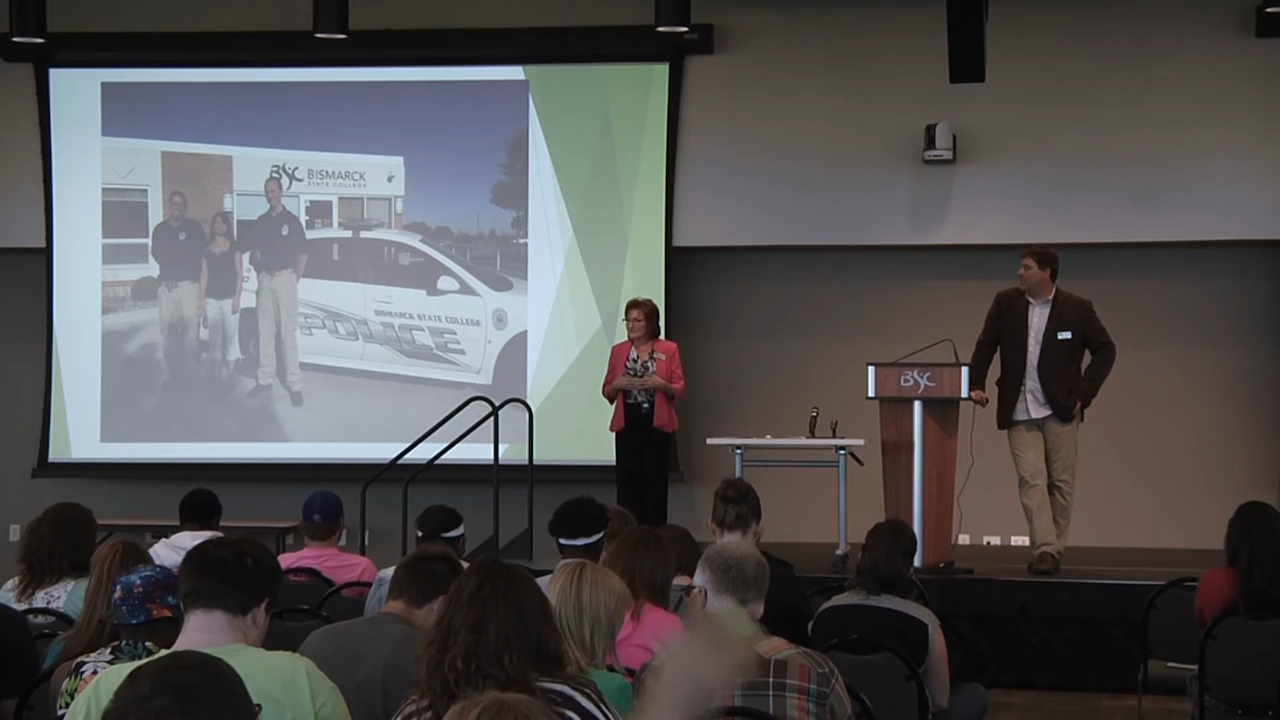 BSC BISMARCK
STATE COLLEGE
BISMARCK STATE COLLEGE
POLICE
BSC